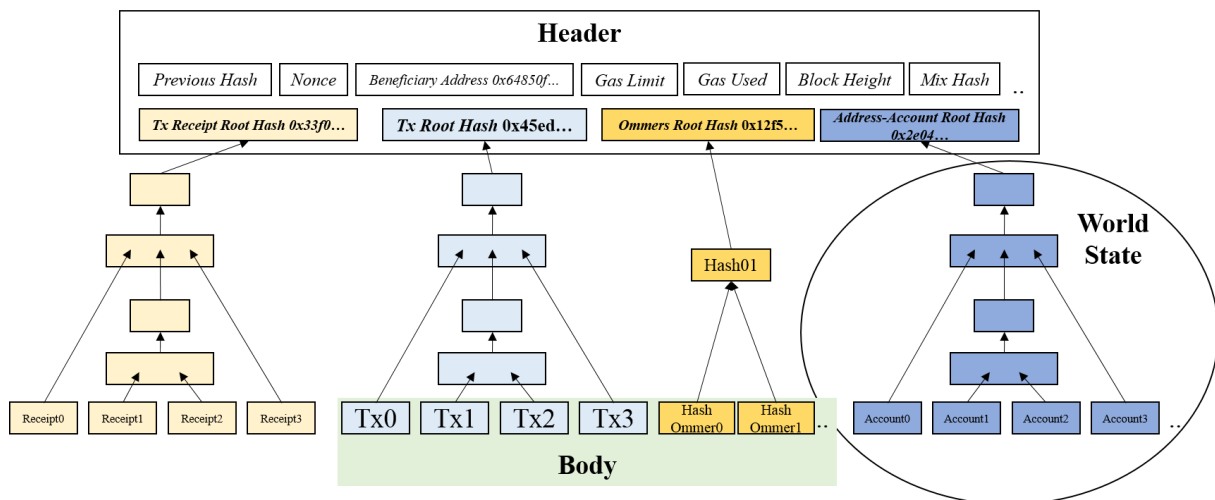 Header
Previous Hash
Nonce
Beneficiary Address 0x64850f...
Gas Limit
Gas Used
Block Height
Mix Hash
..
Tx Receipt Root Hash 0x33f0...
Tx Root Hash 0x45ed...
Ommers Root Hash 0x12f5...
Address-Account Root Hash
0x2e04...
World
State
Hash01
Receipt0
Receipt1
Receipt2
Receipt3
Tx0
Tx1
Tx2
Tx3
Hash
Ommer0
Hash
Ommer1
..
Account0
Account1
Account2
Account3
..
Body